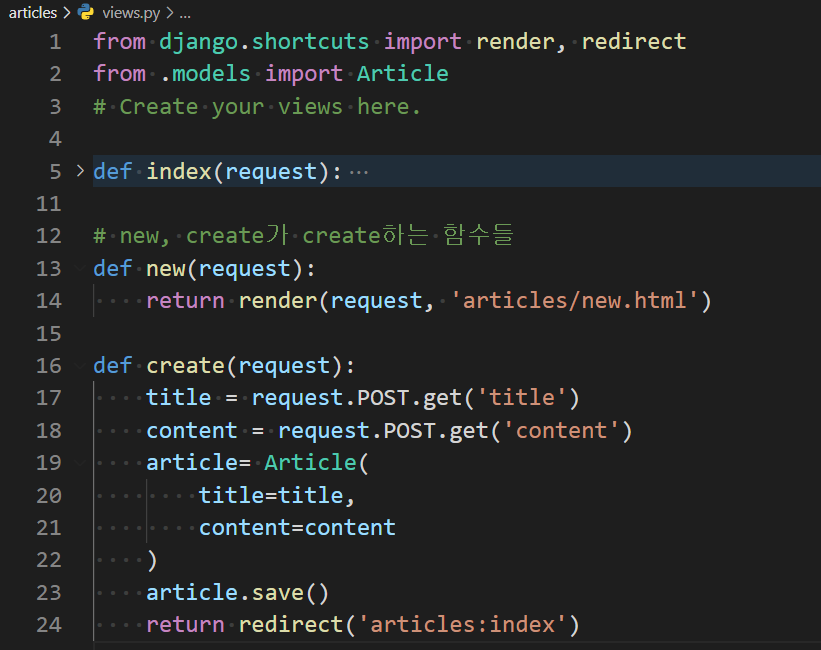 articles > views.py > ...
1 from django.shortcuts import render, redirect
2 from .models import Article
3 # Create your views here.
4
5 > def index(request): ...
11
12 # new, create가 create하는 함수들
13 def new(request):
14     return render(request, 'articles/new.html')
15
16 def create(request):
17     title = request.POST.get('title')
18     content = request.POST.get('content')
19     article= Article(
20         title=title,
21         content=content
22     )
23     article.save()
24     return redirect('articles:index')